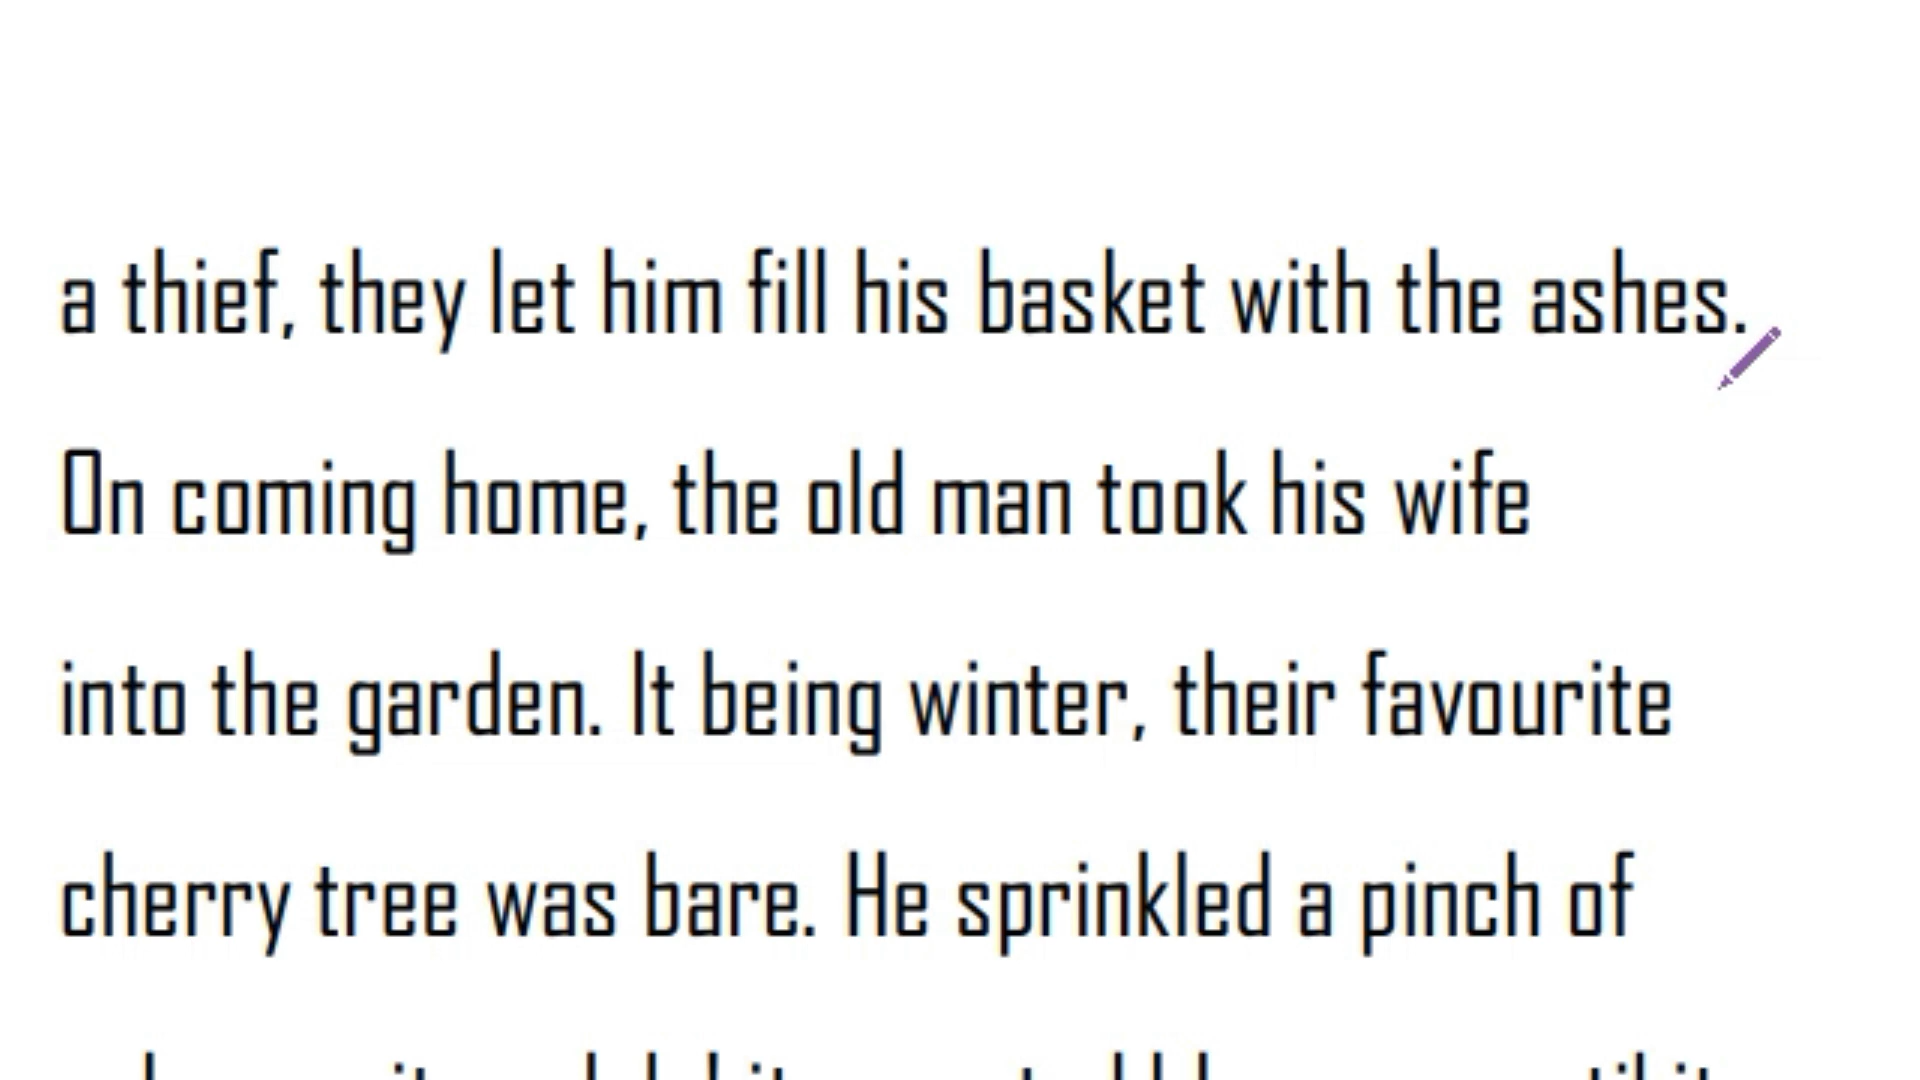 a thief, they let him fill his basket with the ashes.
On coming home, the old man took his wife
into the garden. It being winter, their favourite
cherry tree was bare. He sprinkled a pinch of